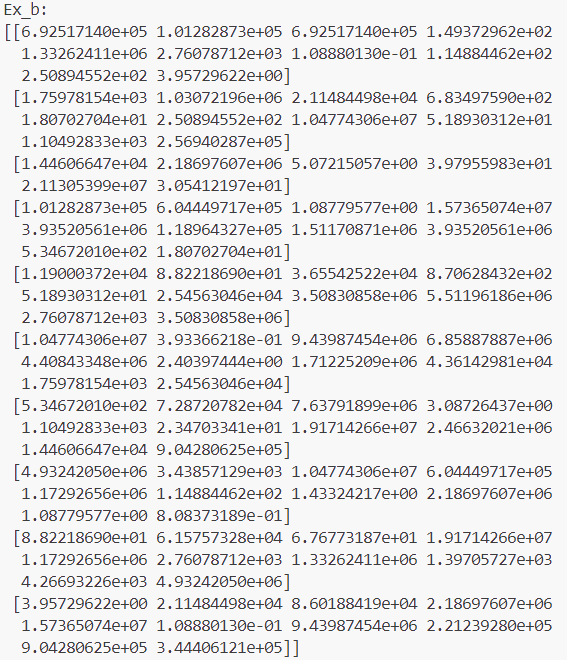 Ex_b:
[[6.92517140e+05 1.01282873e+05 6.92517140e+05 1.49372962e+02
1.33262411e+06 2.76078712e+03 1.08880130e-01 1.14884462e+02
2.50894552e+02 3.95729622e+00]
[1.75978154e+03 1.03072196e+06 2.11484498e+04 6.83497590e+02
1.80702704e+01 2.50894552e+02 1.04774306e+07 5.18930312e+01
1.10492833e+03 2.56940287e+05]
[1.44606647e+04 2.18697607e+06 5.07215057e+00 3.97955983e+01
2.11305399e+07 3.05412197e+01]
[1.01282873e+05 6.04449717e+05 1.08779577e+00 1.57365074e+07
3.93520561e+06 1.18964327e+05 1.51170871e+06 3.93520561e+06
5.34672010e+02 1.80702704e+01]
[1.19000372e+04 8.82218690e+01 3.65542522e+04 8.70628432e+02
5.18930312e+01 2.54563046e+04 3.50830858e+06 5.51196186e+06
2.76078712e+03 3.50830858e+06]
[1.04774306e+07 3.93366218e-01 9.43987454e+06 6.85887887e+06
4.40843348e+06 2.40397444e+00 1.71225209e+06 4.36142981e+04
1.75978154e+03 2.54563046e+04]
[5.34672010e+02 7.28720782e+04 7.63791899e+06 3.08726437e+00
1.10492833e+03 2.34703341e+01 1.91714266e+07 2.46632021e+06
1.44606647e+04 9.04280625e+05]
[4.93242050e+06 3.43857129e+03 1.04774306e+07 6.04449717e+05
1.17292656e+06 1.14884462e+02 1.43324217e+00 2.18697607e+06
1.08779577e+00 8.08373189e-01]
[8.82218690e+01 6.15757328e+04 6.76773187e+01 1.91714266e+07
1.17292656e+06 2.76078712e+03 1.33262411e+06 1.39705727e+03
4.26693226e+03 4.93242050e+06]
[3.95729622e+00 2.11484498e+04 8.60188419e+04 2.18697607e+06
1.57365074e+07 1.08880130e-01 9.43987454e+06 2.21239280e+05
9.04280625e+05 3.44406121e+05]]